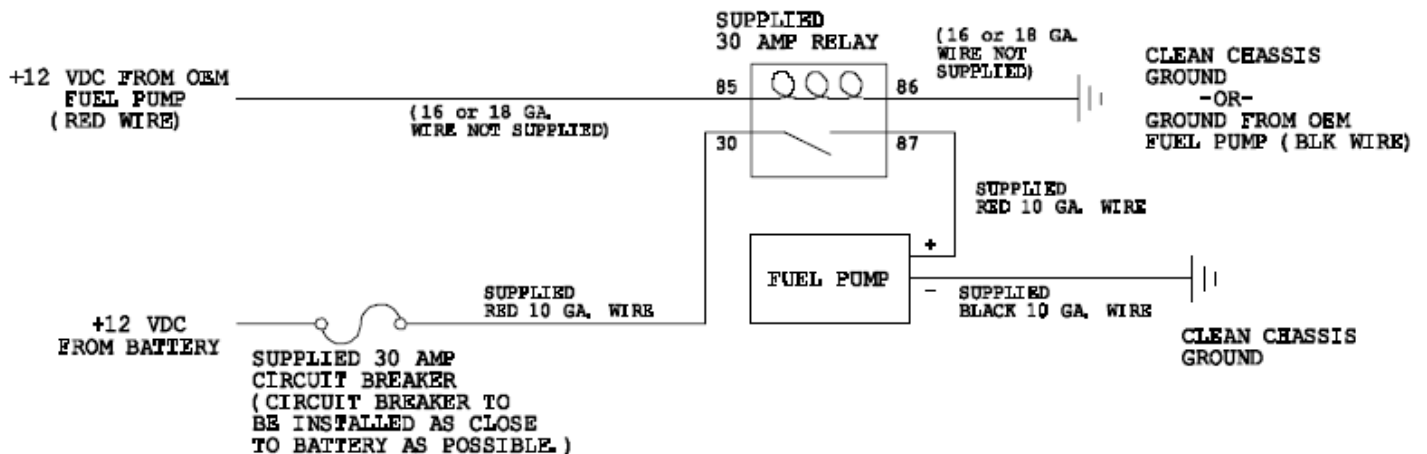 SUPPLIED
30 AMP RELAY
(16 or 18 GA.
WIRE NOT
SUPPLIED)
+12 VDC FROM OEM
FUEL PUMP
(RED WIRE)
85
86
CLEAN CHASSIS
GROUND
-OR-
GROUND FROM OEM
FUEL PUMP (BLK WIRE)
(16 or 18 GA.
WIRE NOT SUPPLIED)
30
87
SUPPLIED
RED 10 GA. WIRE
+
FUEL PUMP
-
SUPPLIED
BLACK 10 GA. WIRE
SUPPLIED
RED 10 GA. WIRE
+12 VDC
FROM BATTERY
CLEAN CHASSIS
GROUND
SUPPLIED 30 AMP
CIRCUIT BREAKER
(CIRCUIT BREAKER TO
BE INSTALLED AS CLOSE
TO BATTERY AS POSSIBLE.)